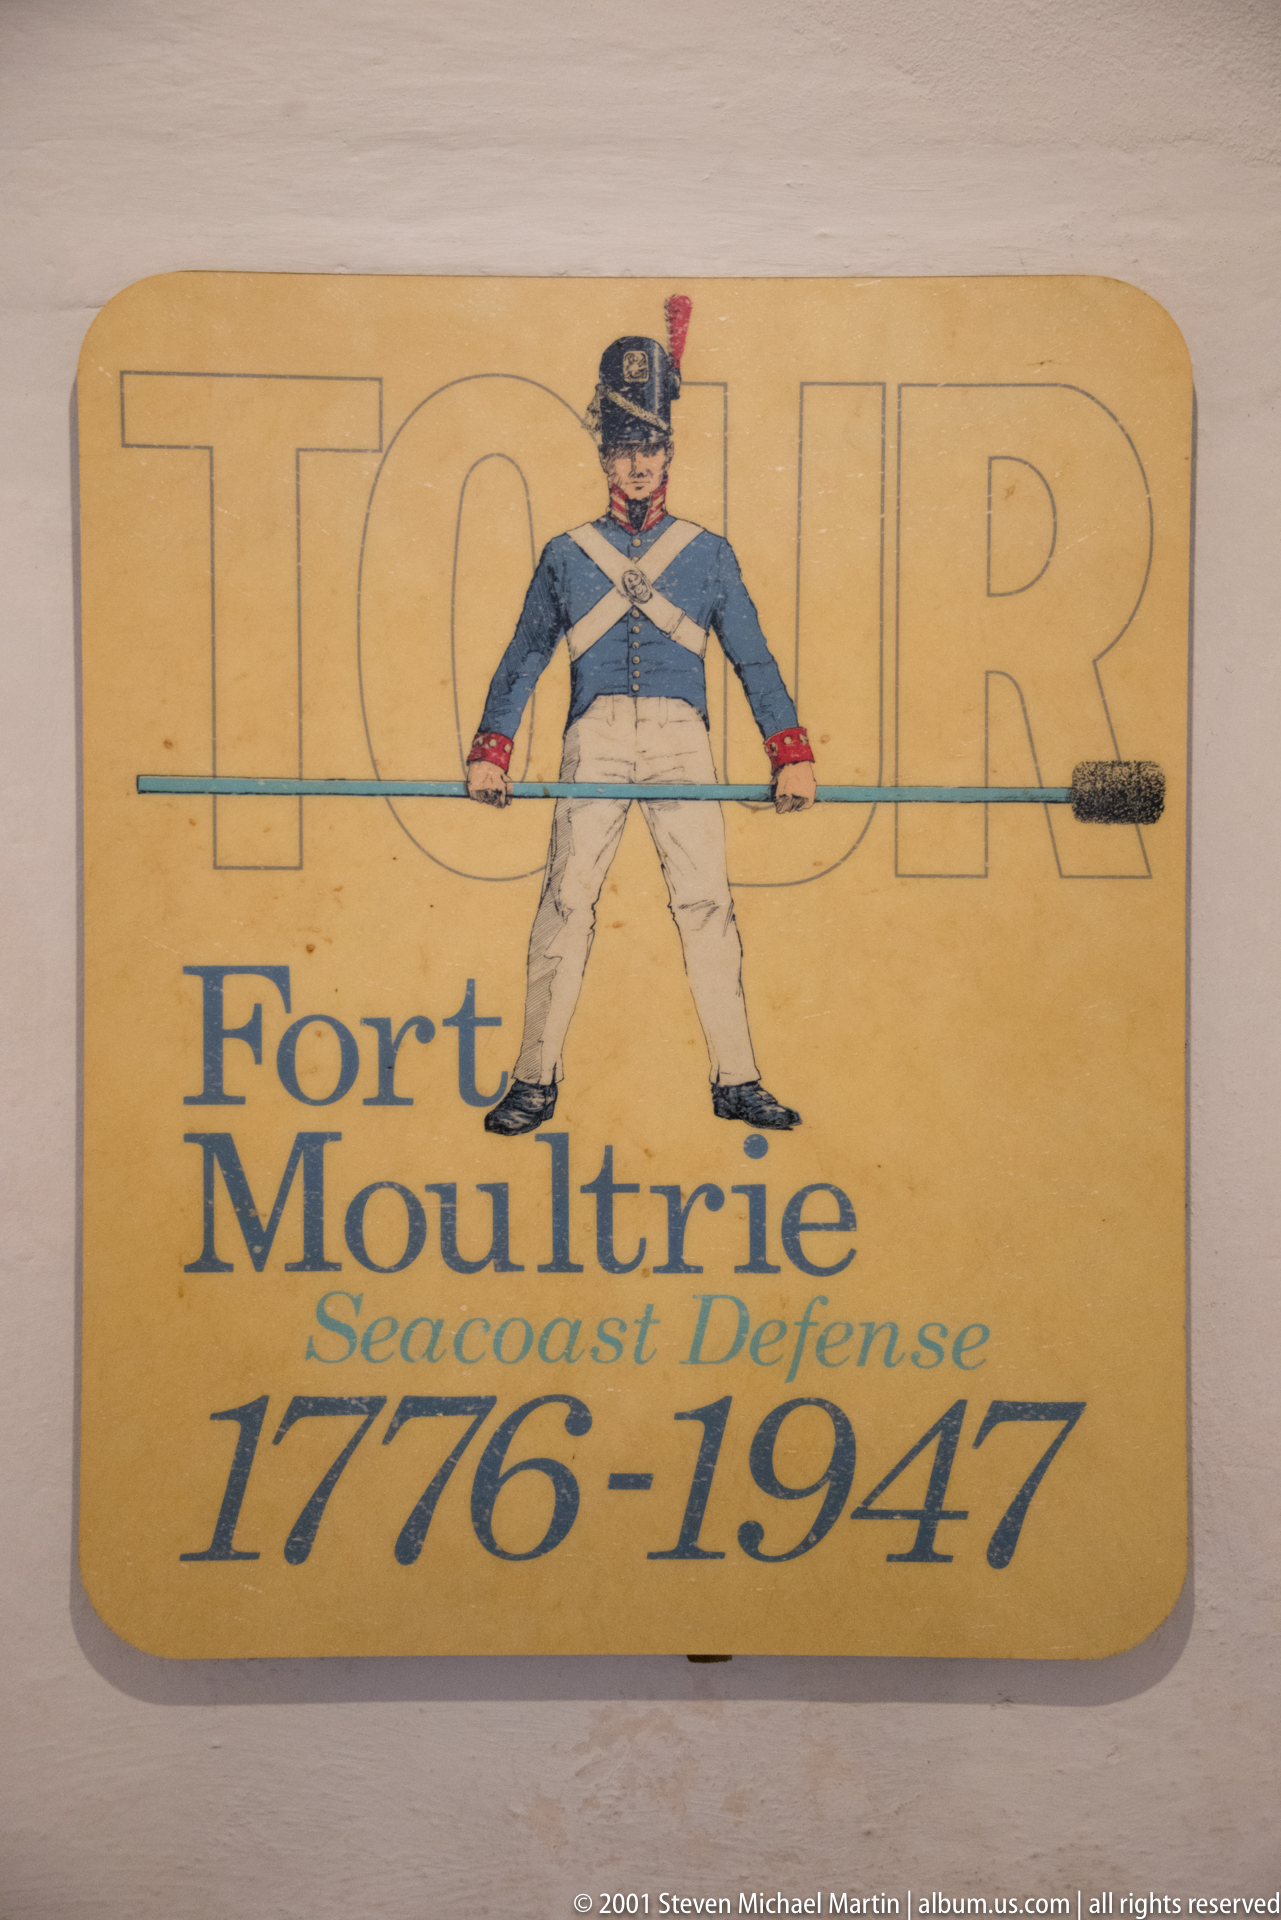 TOUR
Fort
Moultrie
Seacoast Defense
1776-1947
© 2001 Steven Michael Martin | album.us.com | all rights reserved